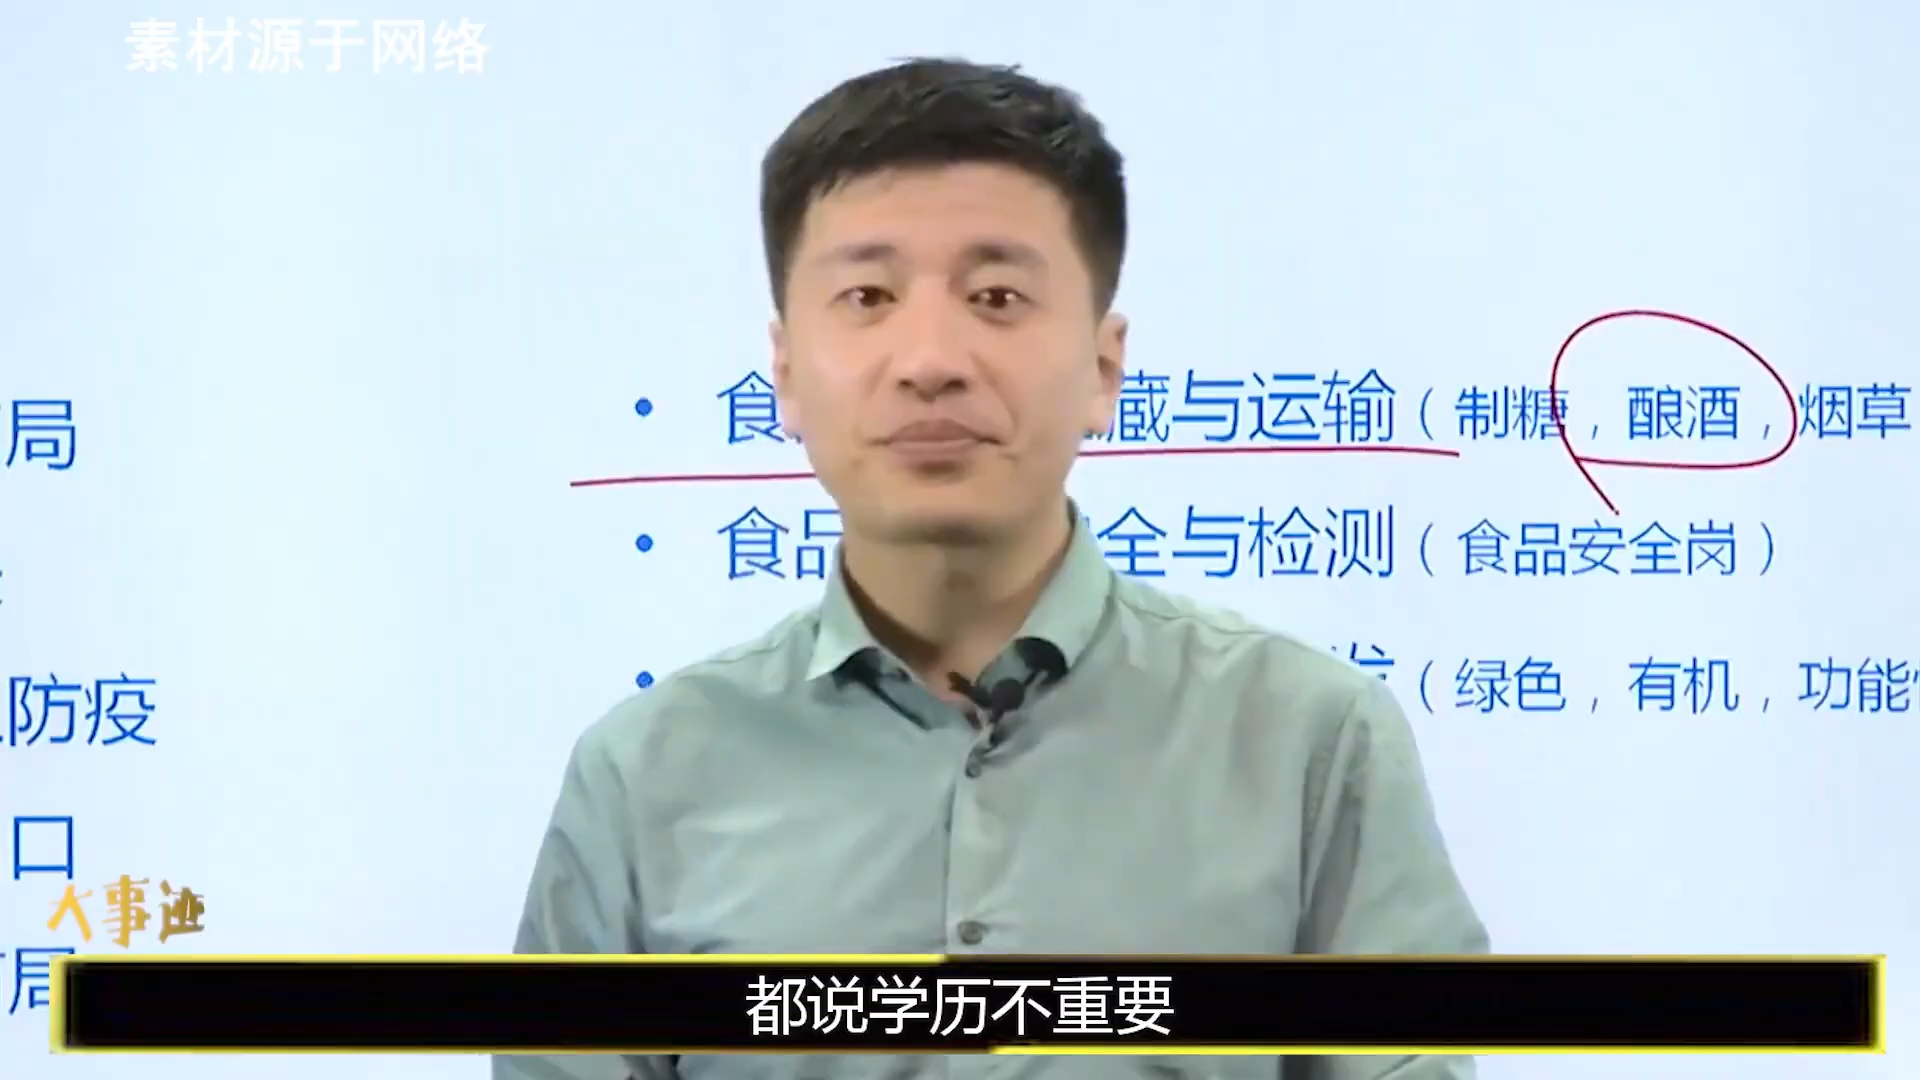 素材源于网络
局
食 藏与运输（制糖，酿酒，烟草
食品 全与检测（食品安全岗）
（绿色，有机，功能
防疫
口
大事迹
局
都说学历不重要